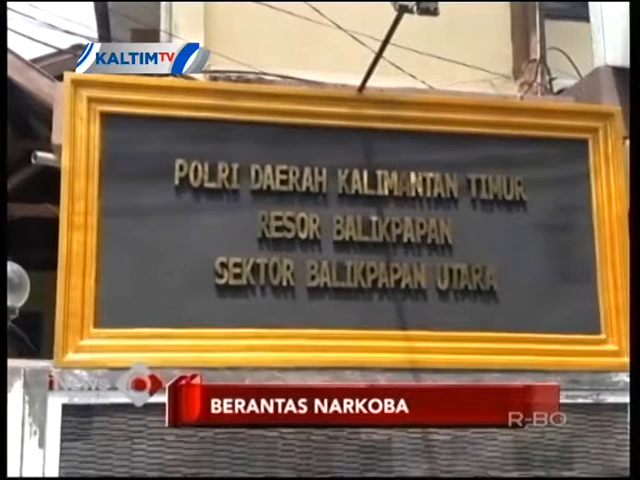 KALTIMTV
POLRI DAERAH KALIMANTAN TIMUR
RESOR BALIKPAPAN
SEKTOR BALIKPAPAN UTARA
iNews
BERANTAS NARKOBA
R-BO